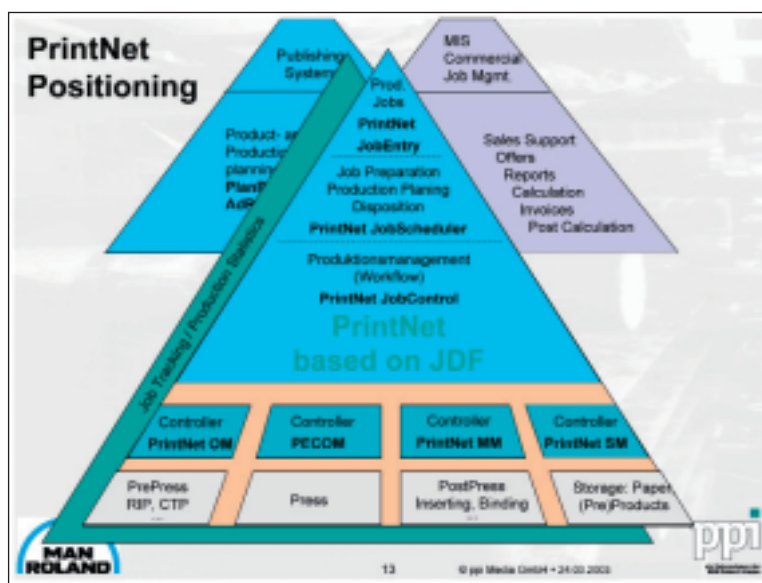 PrintNet
Positioning
Publishing
System
Product- an
Production
planning
Plan
AdR
Prod.
Jobs
PrintNet
JobEntry
Job Preparation
Production Planing
Disposition
PrintNet JobScheduler
Produktionsmanagement
(Workflow)
PrintNet JobControl
PrintNet
based on JDF
MIS
Commercial
Job Mgmt.
Sales Support
Offers
Reports
Calculation
Invoices
Post Calculation
Job Tracking / Production Statistics
Controller
PrintNet OM
Controller
PECOM
Controller
PrintNet MM
Controller
PrintNet SM
PrePress
RIP, CTP
...
Press
PostPress
Inserting, Binding
...
Storage: Paper,
(Pre)Products
MAN
ROLAND
13
© ppi Media GmbH • 24.03.2003
ppi